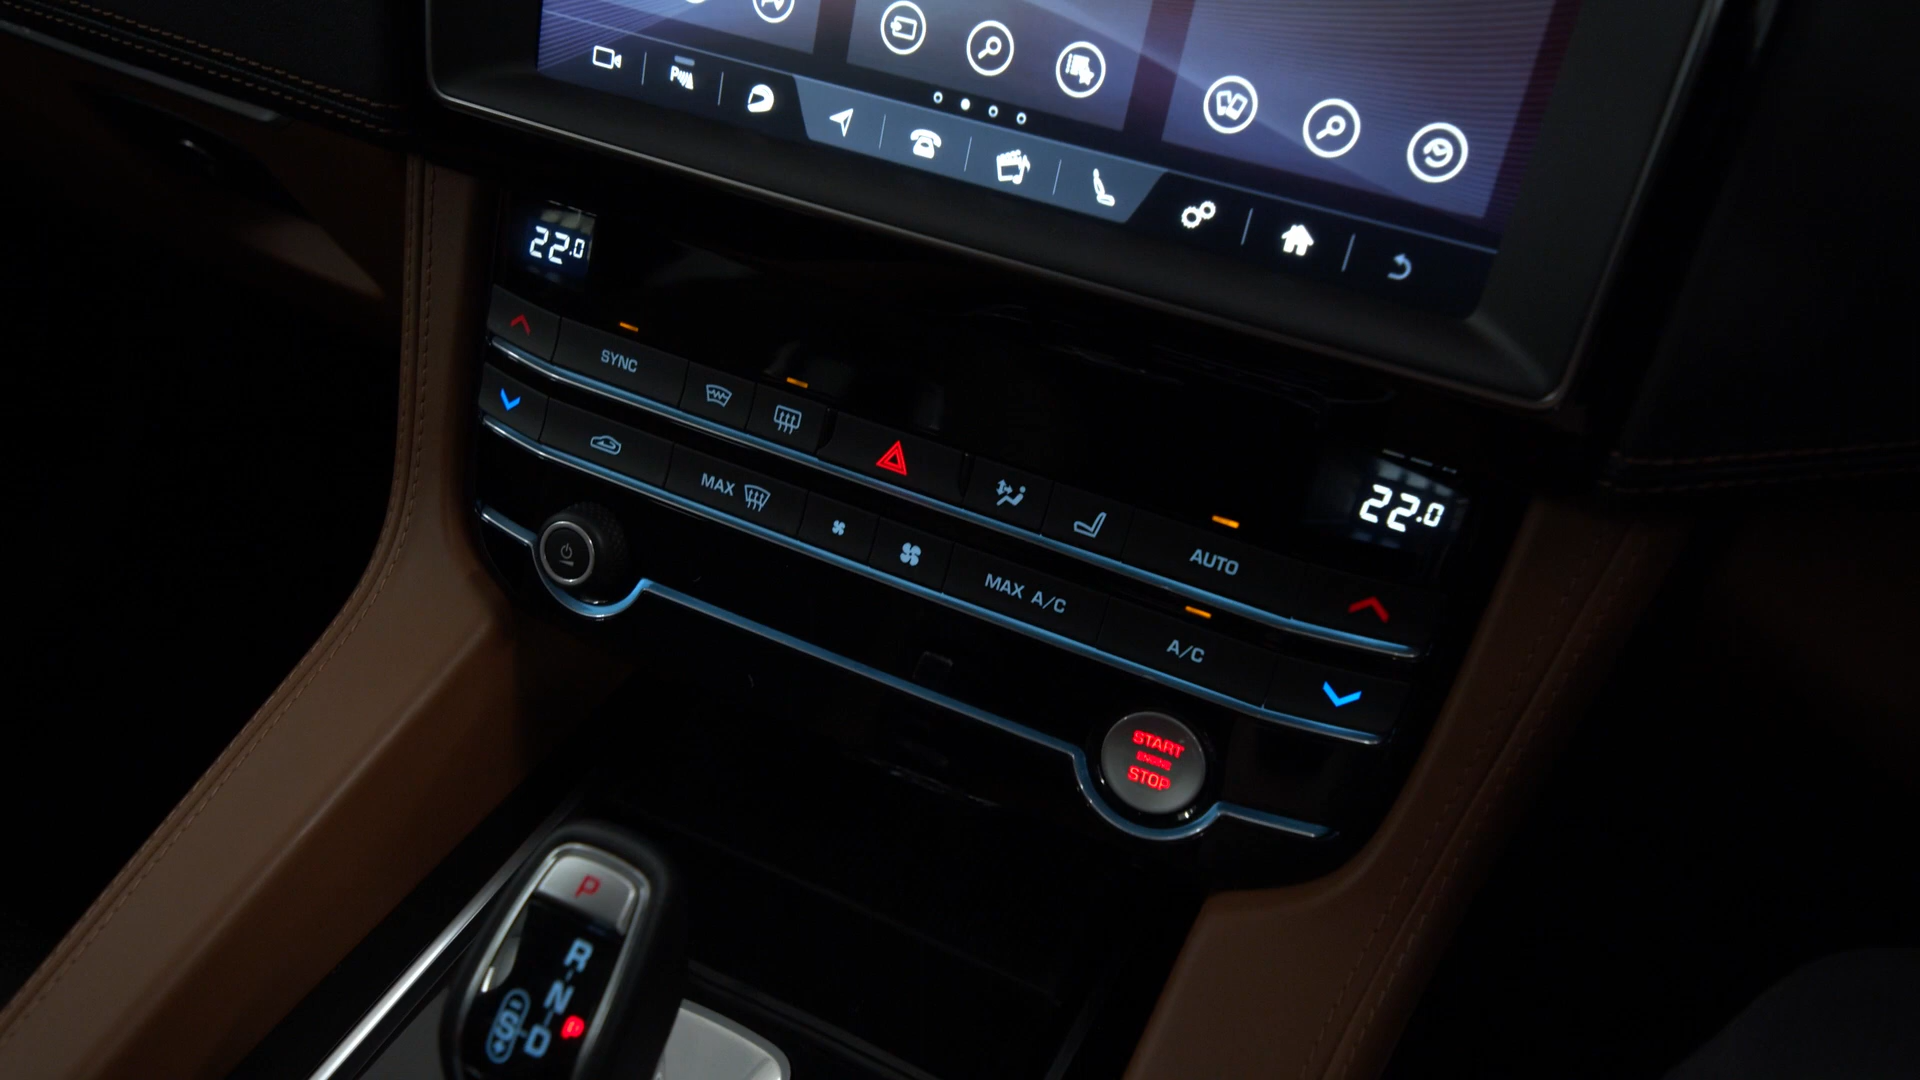 22.0
SYNC
MAX
22.0
AUTO
MAX A/C
A/C
START
ENGINE
STOP
P
R
N
D
S
P